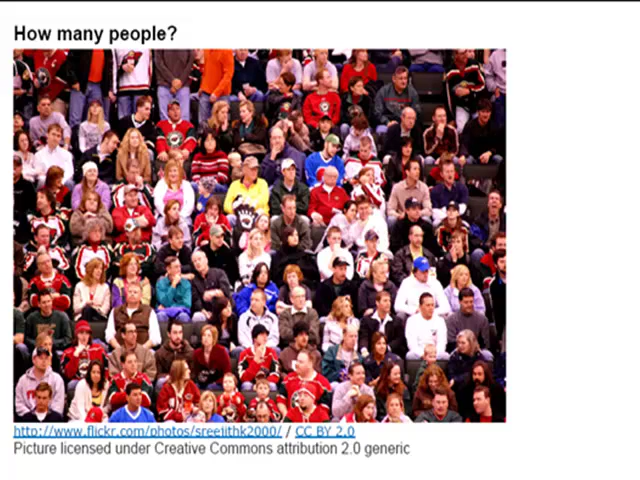 How many people?
http://www.flickr.com/photos/sreejithk2000/ / CC BY 2.0
Picture licensed under Creative Commons attribution 2.0 generic